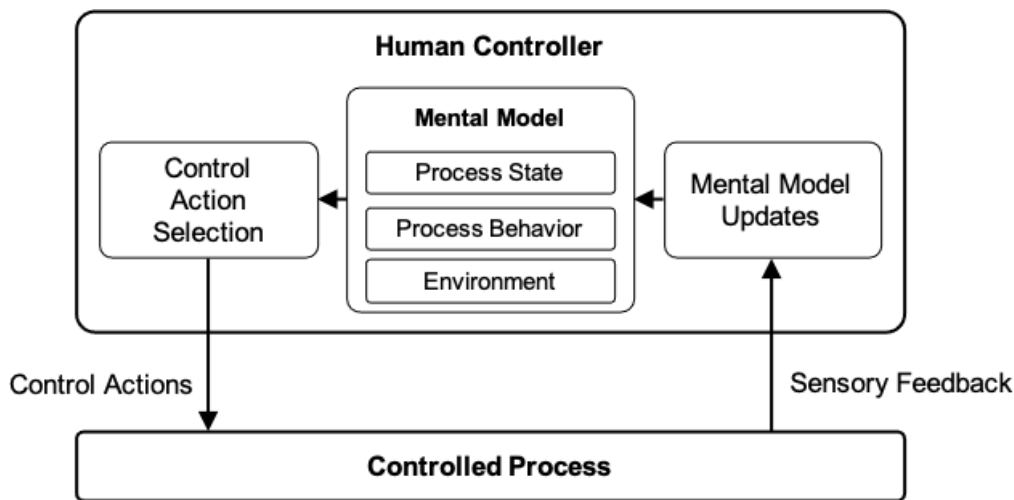 Human Controller
Mental Model
Control
Action
Selection
Process State
Process Behavior
Environment
Mental Model
Updates
Control Actions
Sensory Feedback
Controlled Process